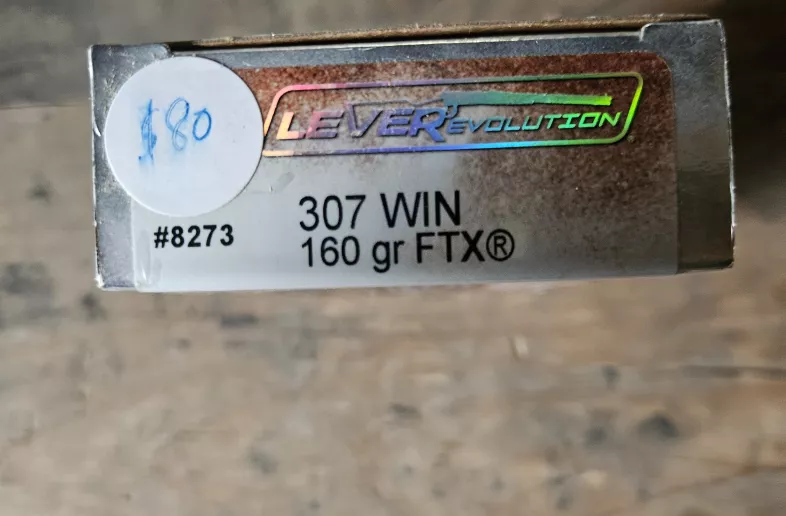 $80
LEVEREVOLUTION
#8273
307 WIN
160 gr FTX®